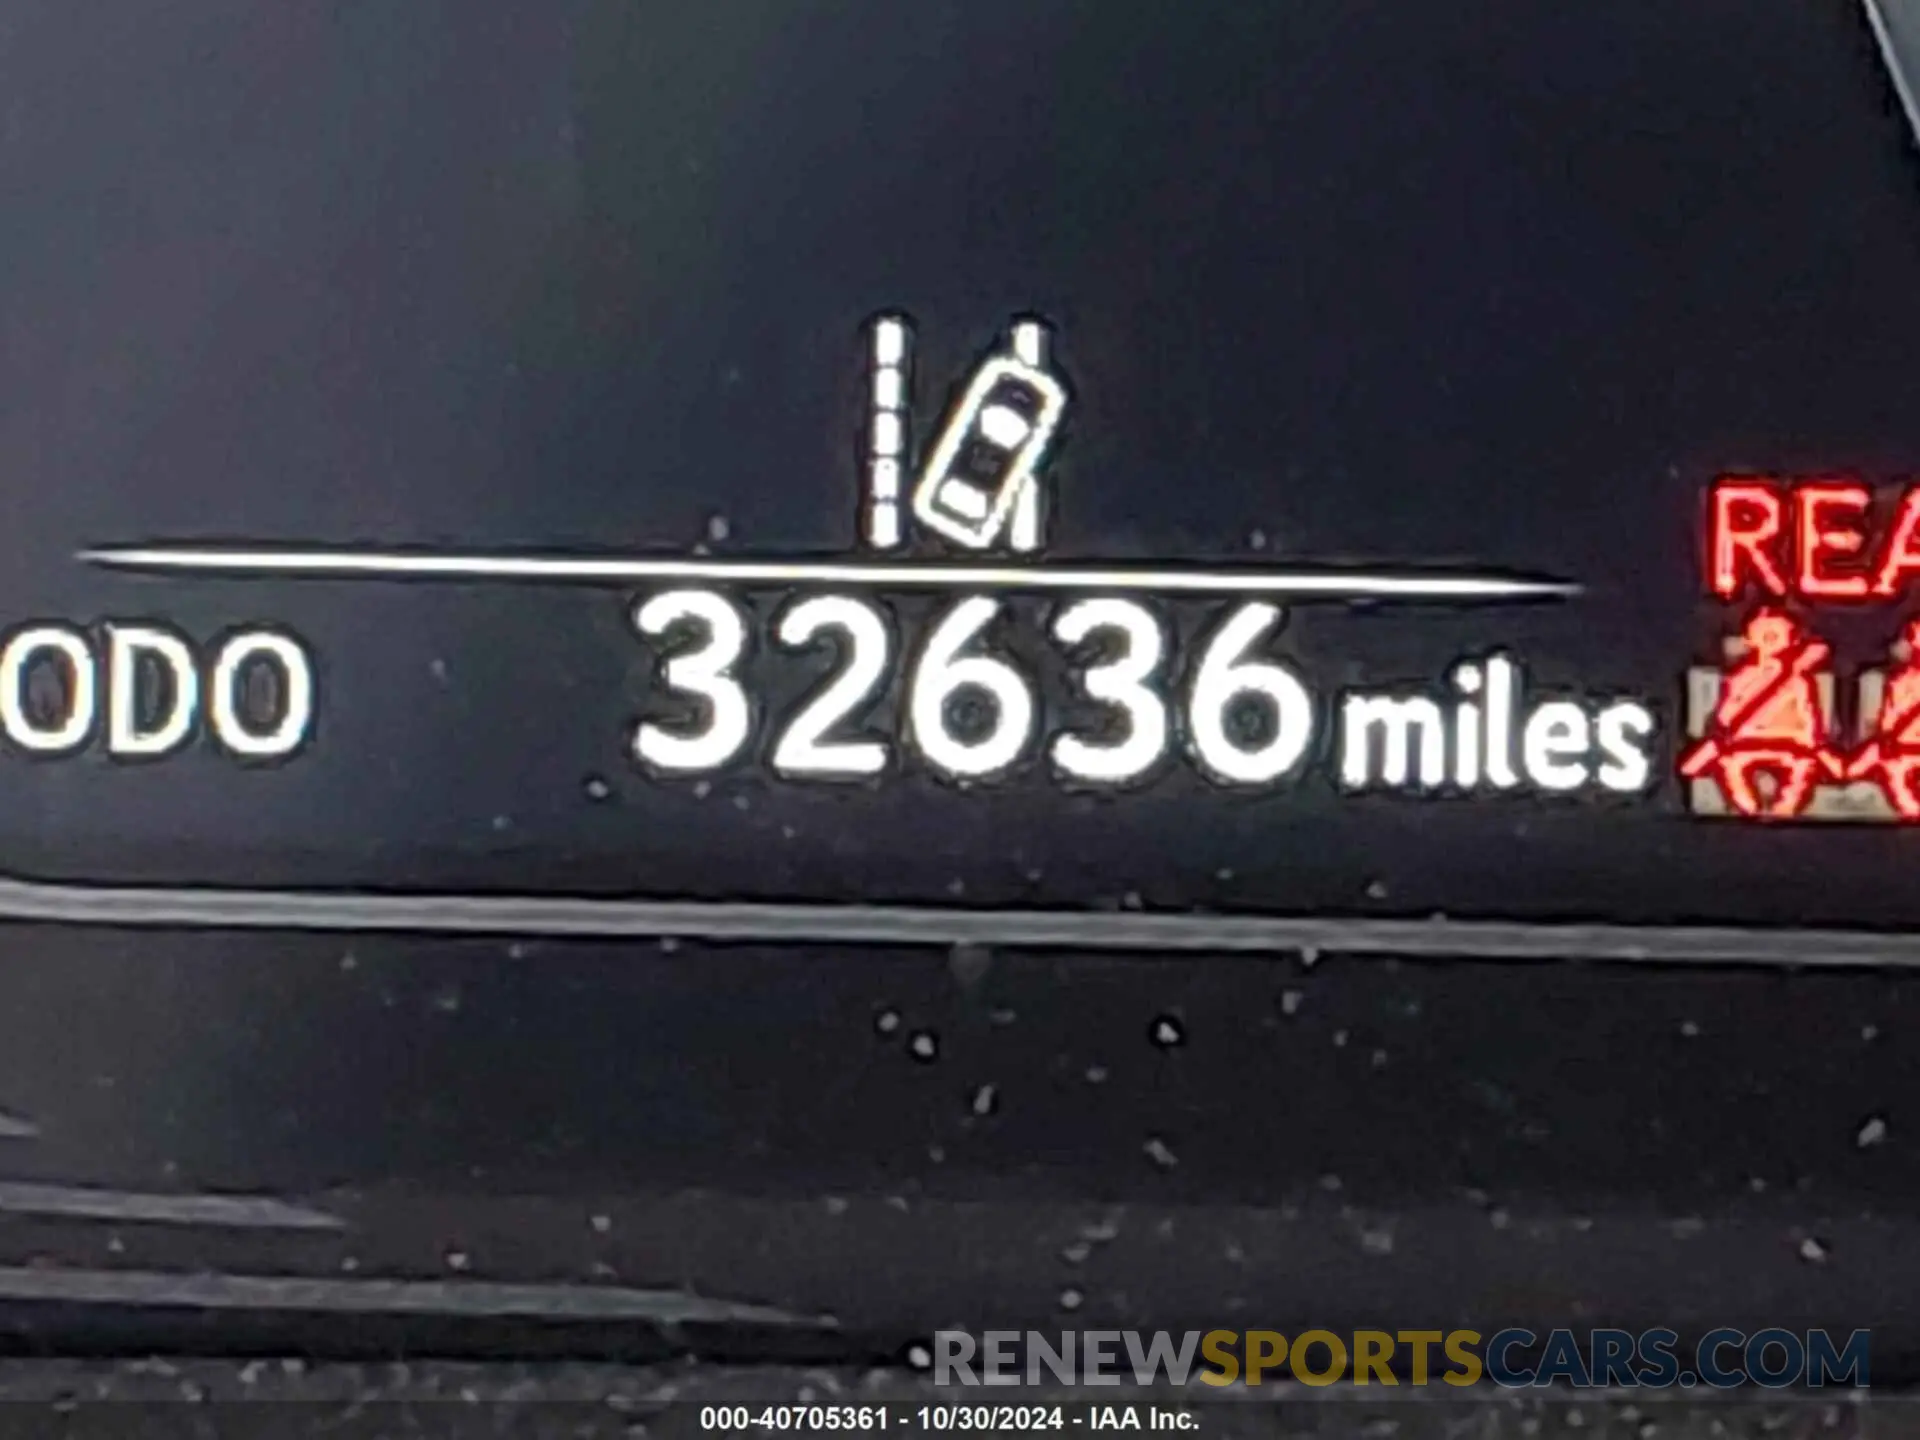 REA
ODO 32636 miles
RENEWSPORTSCARS.COM
000-40705361 - 10/30/2024 - IAA Inc.